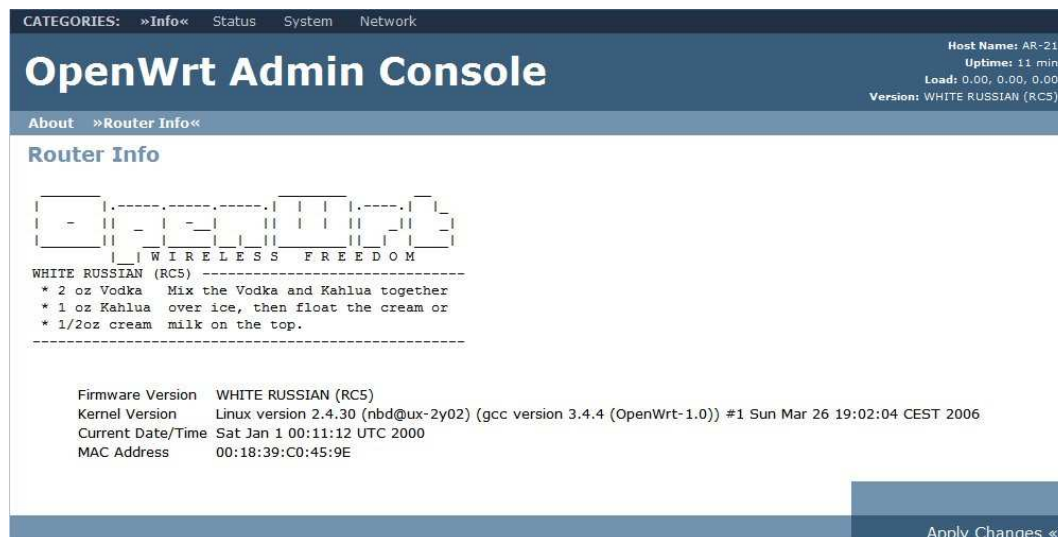 CATEGORIES: »Info« Status System Network
OpenWrt Admin Console
Host Name: AR-21
Uptime: 11 min
Load: 0.00, 0.00, 0.00
Version: WHITE RUSSIAN (RC5)
About »Router Info«
Router Info
OpenWrt
W I R E L E S S   F R E E D O M
WHITE RUSSIAN (RC5) -------------------------------
* 2 oz Vodka   Mix the Vodka and Kahlua together
* 1 oz Kahlua  over ice, then float the cream or
* 1/2oz cream  milk on the top.
---------------------------------------------------
Firmware Version WHITE RUSSIAN (RC5)
Kernel Version Linux version 2.4.30 (nbd@ux-2y02) (gcc version 3.4.4 (OpenWrt-1.0)) #1 Sun Mar 26 19:02:04 CEST 2006
Current Date/Time Sat Jan 1 00:11:12 UTC 2000
MAC Address 00:18:39:C0:45:9E
Apply Changes «